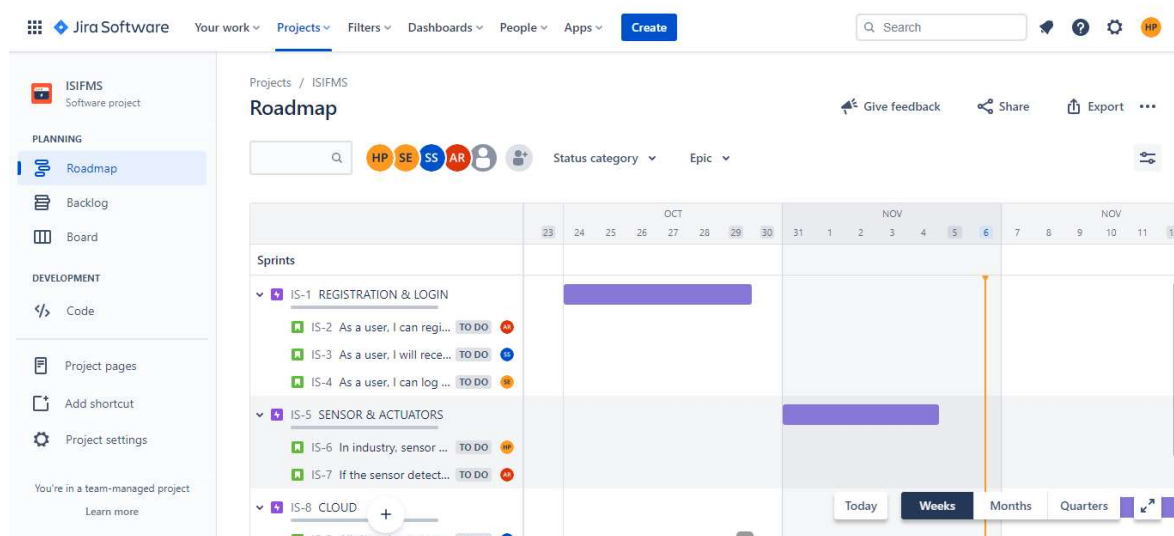 Jira Software Your work Projects Filters Dashboards People Apps Create Search HP
ISIFMS
Software project
PLANNING
Roadmap
Backlog
Board
DEVELOPMENT
Code
Project pages
Add shortcut
Project settings
You're in a team-managed project
Learn more
Projects / ISIFMS
Roadmap
Give feedback Share Export
HP SE SS AR Status category Epic
OCT NOV NOV
23 24 25 26 27 28 29 30 31 1 2 3 4 5 6 7 8 9 10 11
Sprints
IS-1 REGISTRATION & LOGIN
IS-2 As a user, I can regi... TO DO AR
IS-3 As a user, I will rece... TO DO SS
IS-4 As a user, I can log ... TO DO SE
IS-5 SENSOR & ACTUATORS
IS-6 In industry, sensor ... TO DO HP
IS-7 If the sensor detect... TO DO AR
IS-8 CLOUD
Today Weeks Months Quarters